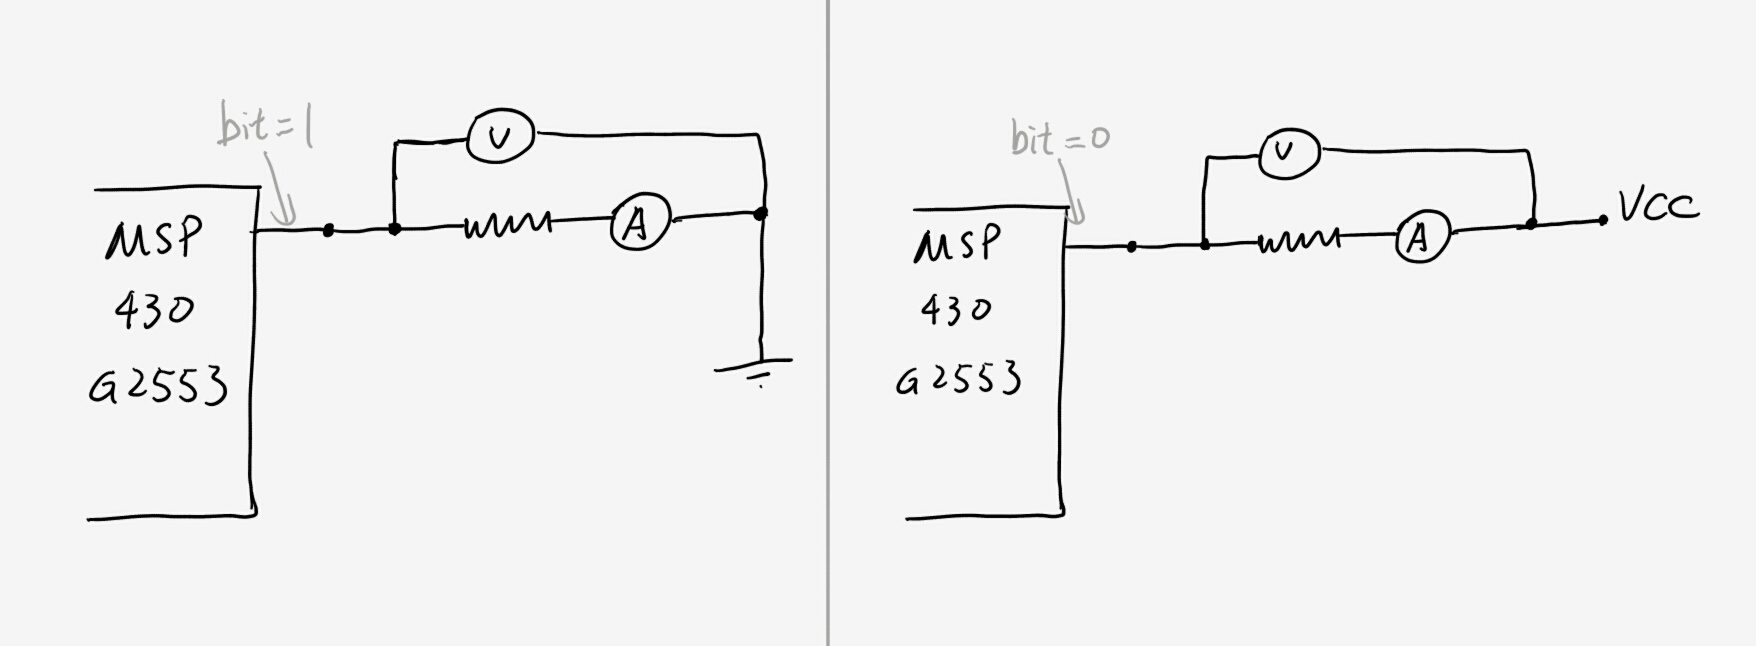 bit=1
V
A
MSP
430
G2553
bit=0
V
A
VCC
MSP
430
G2553